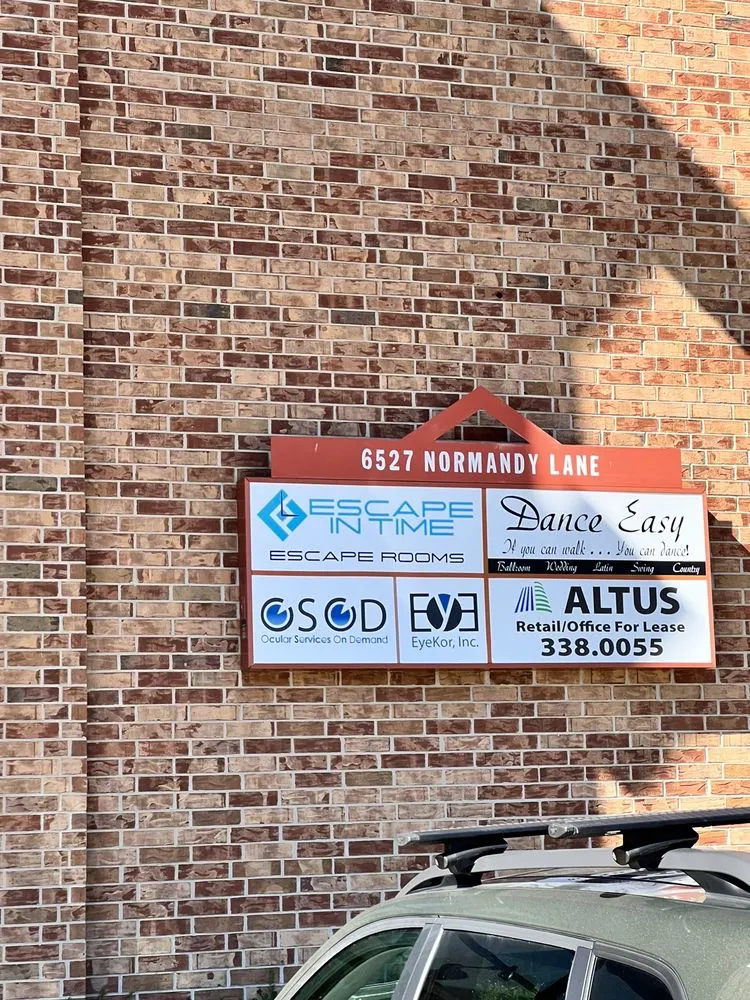 6527 NORMANDY LANE
ESCAPE
IN TIME
ESCAPE ROOMS
Dance Easy
If you can walk . . . You can dance!
Ballroom Wedding Latin Swing Country
OSOD
Ocular Services On Demand
EYE
EyeKor, Inc.
ALTUS
Retail/Office For Lease
338.0055